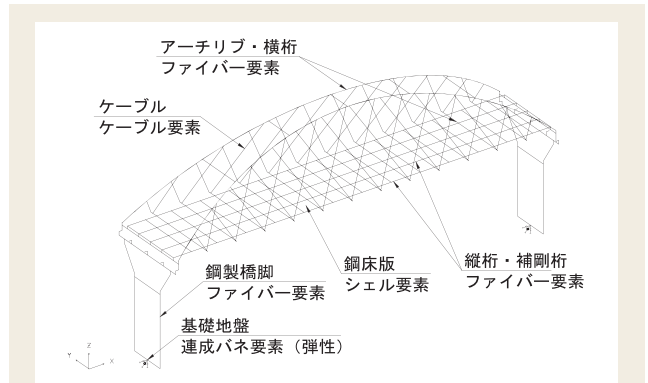 アーチリブ・横桁
ファイバー要素
ケーブル
ケーブル要素
鋼製橋脚
ファイバー要素
鋼床版
シェル要素
縦桁・補剛桁
ファイバー要素
基礎地盤
連成バネ要素（弾性）
Z
Y
X